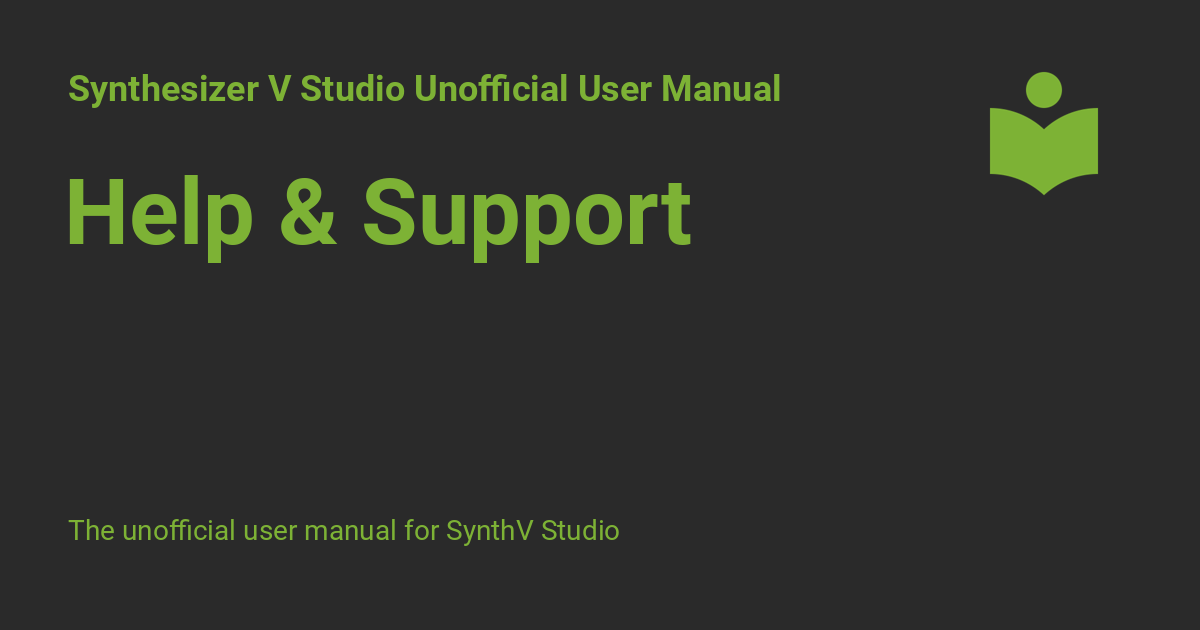 Synthesizer V Studio Unofficial User Manual
Help & Support
The unofficial user manual for SynthV Studio